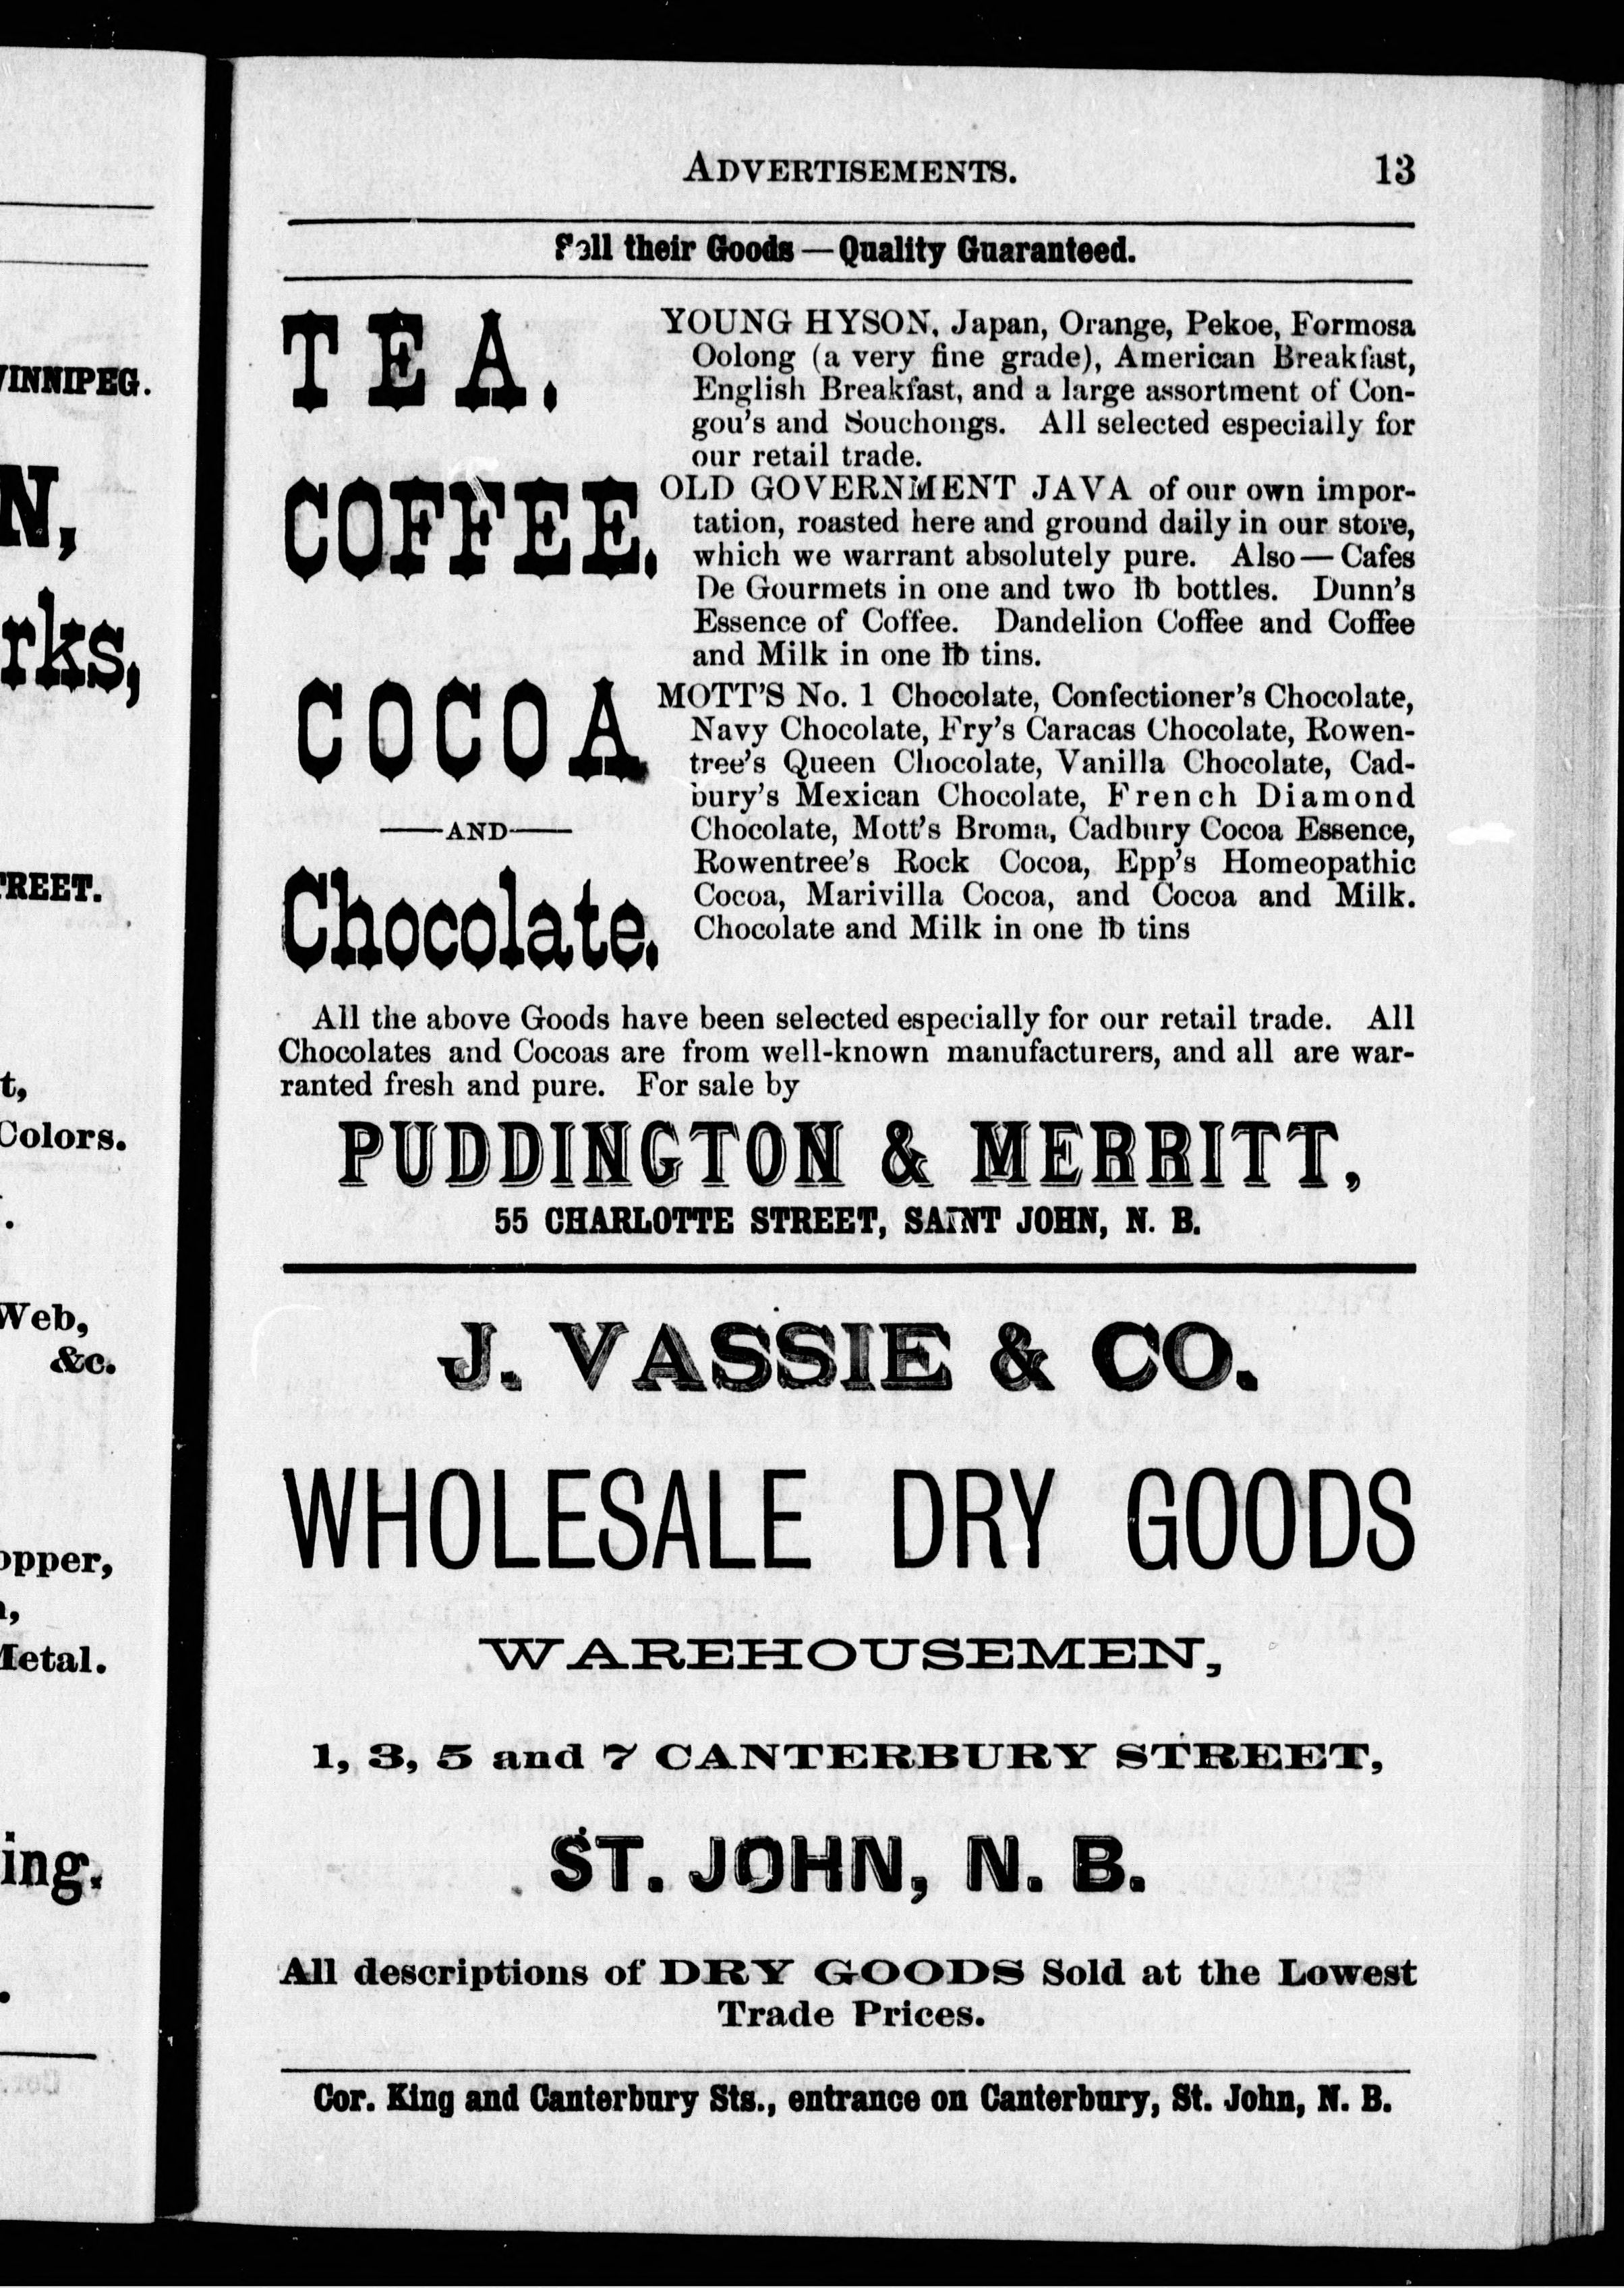 INNIPEG.
N,
rks,
REET.
t,
Colors.
Web,
&c.
opper,
Metal.
ing.
ADVERTISEMENTS. 13
Sell their Goods — Quality Guaranteed.
TEA.
YOUNG HYSON, Japan, Orange, Pekoe, Formosa
Oolong (a very fine grade), American Breakfast,
English Breakfast, and a large assortment of Con-
gou's and Souchongs. All selected especially for
our retail trade.
COFFEE.
OLD GOVERNMENT JAVA of our own impor-
tation, roasted here and ground daily in our store,
which we warrant absolutely pure. Also — Cafes
De Gourmets in one and two lb bottles. Dunn's
Essence of Coffee. Dandelion Coffee and Coffee
and Milk in one lb tins.
COCOA
—AND—
Chocolate.
MOTT'S No. 1 Chocolate, Confectioner's Chocolate,
Navy Chocolate, Fry's Caracas Chocolate, Rowen-
tree's Queen Chocolate, Vanilla Chocolate, Cad-
bury's Mexican Chocolate, French Diamond
Chocolate, Mott's Broma, Cadbury Cocoa Essence,
Rowentree's Rock Cocoa, Epp's Homeopathic
Cocoa, Marivilla Cocoa, and Cocoa and Milk.
Chocolate and Milk in one lb tins
All the above Goods have been selected especially for our retail trade. All
Chocolates and Cocoas are from well-known manufacturers, and all are war-
ranted fresh and pure. For sale by
PUDDINGTON & MERRITT,
55 CHARLOTTE STREET, SAINT JOHN, N. B.
J. VASSIE & CO.
WHOLESALE DRY GOODS
WAREHOUSEMEN,
1, 3, 5 and 7 CANTERBURY STREET,
ST. JOHN, N. B.
All descriptions of DRY GOODS Sold at the Lowest
Trade Prices.
Cor. King and Canterbury Sts., entrance on Canterbury, St. John, N. B.